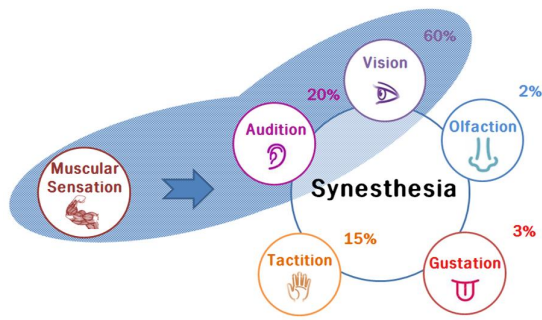 60%
Vision
20%
2%
Audition
Olfaction
Muscular
Sensation
Synesthesia
15%
3%
Tactition
Gustation